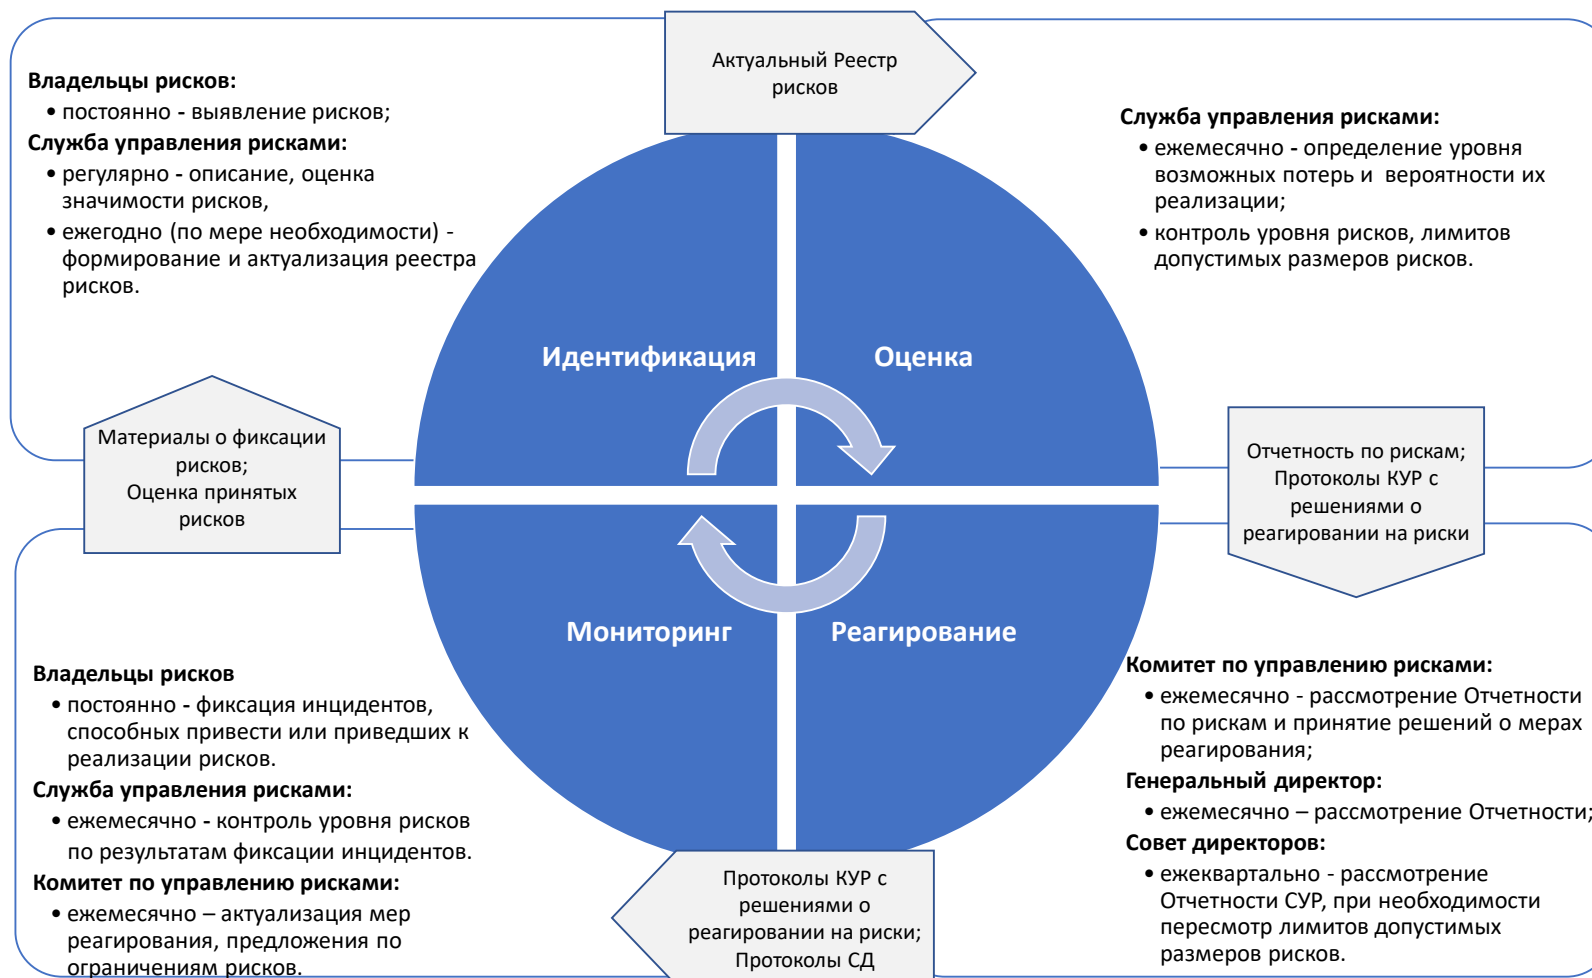 Актуальный Реестр
рисков
Владельцы рисков:
• постоянно - выявление рисков;
Служба управления рисками:
• регулярно - описание, оценка
значимости рисков,
• ежегодно (по мере необходимости) -
формирование и актуализация реестра
рисков.
Служба управления рисками:
• ежемесячно - определение уровня
возможных потерь и вероятности их
реализации;
• контроль уровня рисков, лимитов
допустимых размеров рисков.
Идентификация
Оценка
Материалы о фиксации
рисков;
Оценка принятых
рисков
Отчетность по рискам;
Протоколы КУР с
решениями о
реагировании на риски
Мониторинг
Реагирование
Владельцы рисков
• постоянно - фиксация инцидентов,
способных привести или приведших к
реализации рисков.
Служба управления рисками:
• ежемесячно - контроль уровня рисков
по результатам фиксации инцидентов.
Комитет по управлению рисками:
• ежемесячно – актуализация мер
реагирования, предложения по
ограничениям рисков.
Комитет по управлению рисками:
• ежемесячно - рассмотрение Отчетности
по рискам и принятие решений о мерах
реагирования;
Генеральный директор:
• ежемесячно – рассмотрение Отчетности;
Совет директоров:
• ежеквартально - рассмотрение
Отчетности СУР, при необходимости
пересмотр лимитов допустимых
размеров рисков.
Протоколы КУР с
решениями о
реагировании на риски;
Протоколы СД